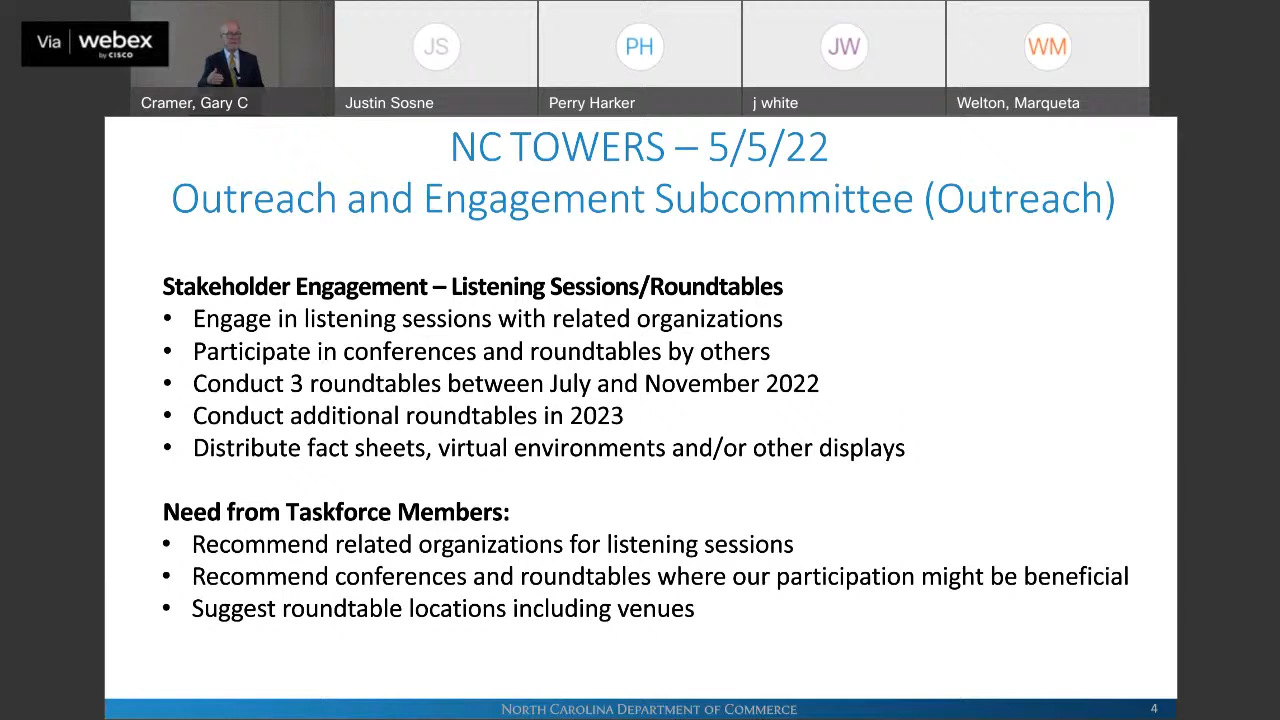 Via | webex
by CISCO
JS
PH
JW
WM
Cramer, Gary C
Justin Sosne
Perry Harker
j white
Welton, Marqueta
NC TOWERS – 5/5/22
Outreach and Engagement Subcommittee (Outreach)
Stakeholder Engagement – Listening Sessions/Roundtables
• Engage in listening sessions with related organizations
• Participate in conferences and roundtables by others
• Conduct 3 roundtables between July and November 2022
• Conduct additional roundtables in 2023
• Distribute fact sheets, virtual environments and/or other displays
Need from Taskforce Members:
• Recommend related organizations for listening sessions
• Recommend conferences and roundtables where our participation might be beneficial
• Suggest roundtable locations including venues
NORTH CAROLINA DEPARTMENT OF COMMERCE
4